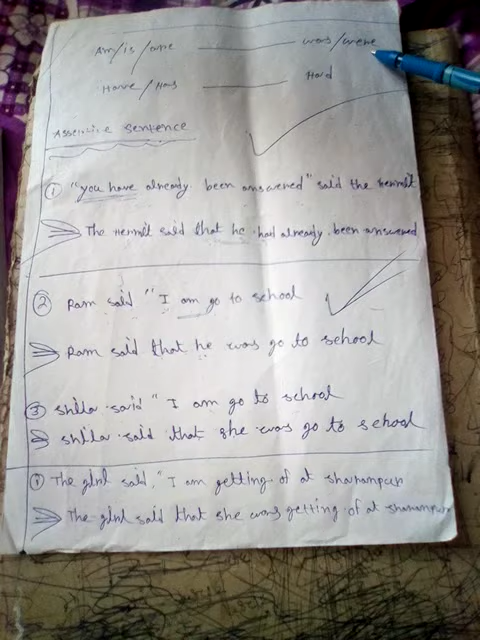 Am/is/are ——— was/were
Have/Has ——— Had
Assertive sentence
① "you have already been answered" said the Hermit
The Hermit said that he had already been answered
② Ram said "I am go to school
Ram said that he was go to school
③ Shila said "I am go to school
Shila said that she was go to school
The girl said, "I am getting of at sharanpur
The girl said that she was getting of at sharanpur